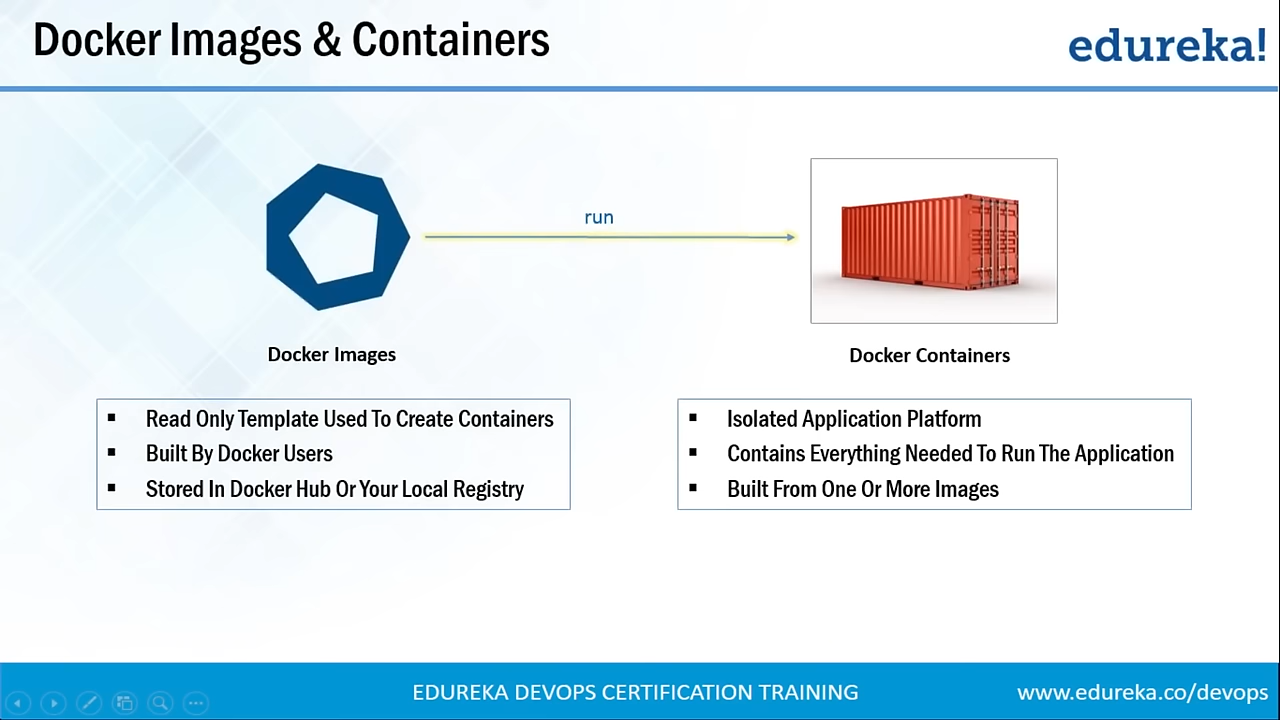 Docker Images & Containers
edureka!
run
Docker Images
Docker Containers
▪ Read Only Template Used To Create Containers
▪ Built By Docker Users
▪ Stored In Docker Hub Or Your Local Registry
▪ Isolated Application Platform
▪ Contains Everything Needed To Run The Application
▪ Built From One Or More Images
EDUREKA DEVOPS CERTIFICATION TRAINING
www.edureka.co/devops